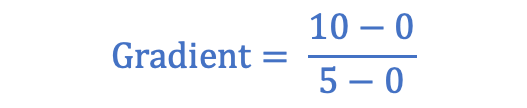 Gradient = 10 – 0
5 – 0